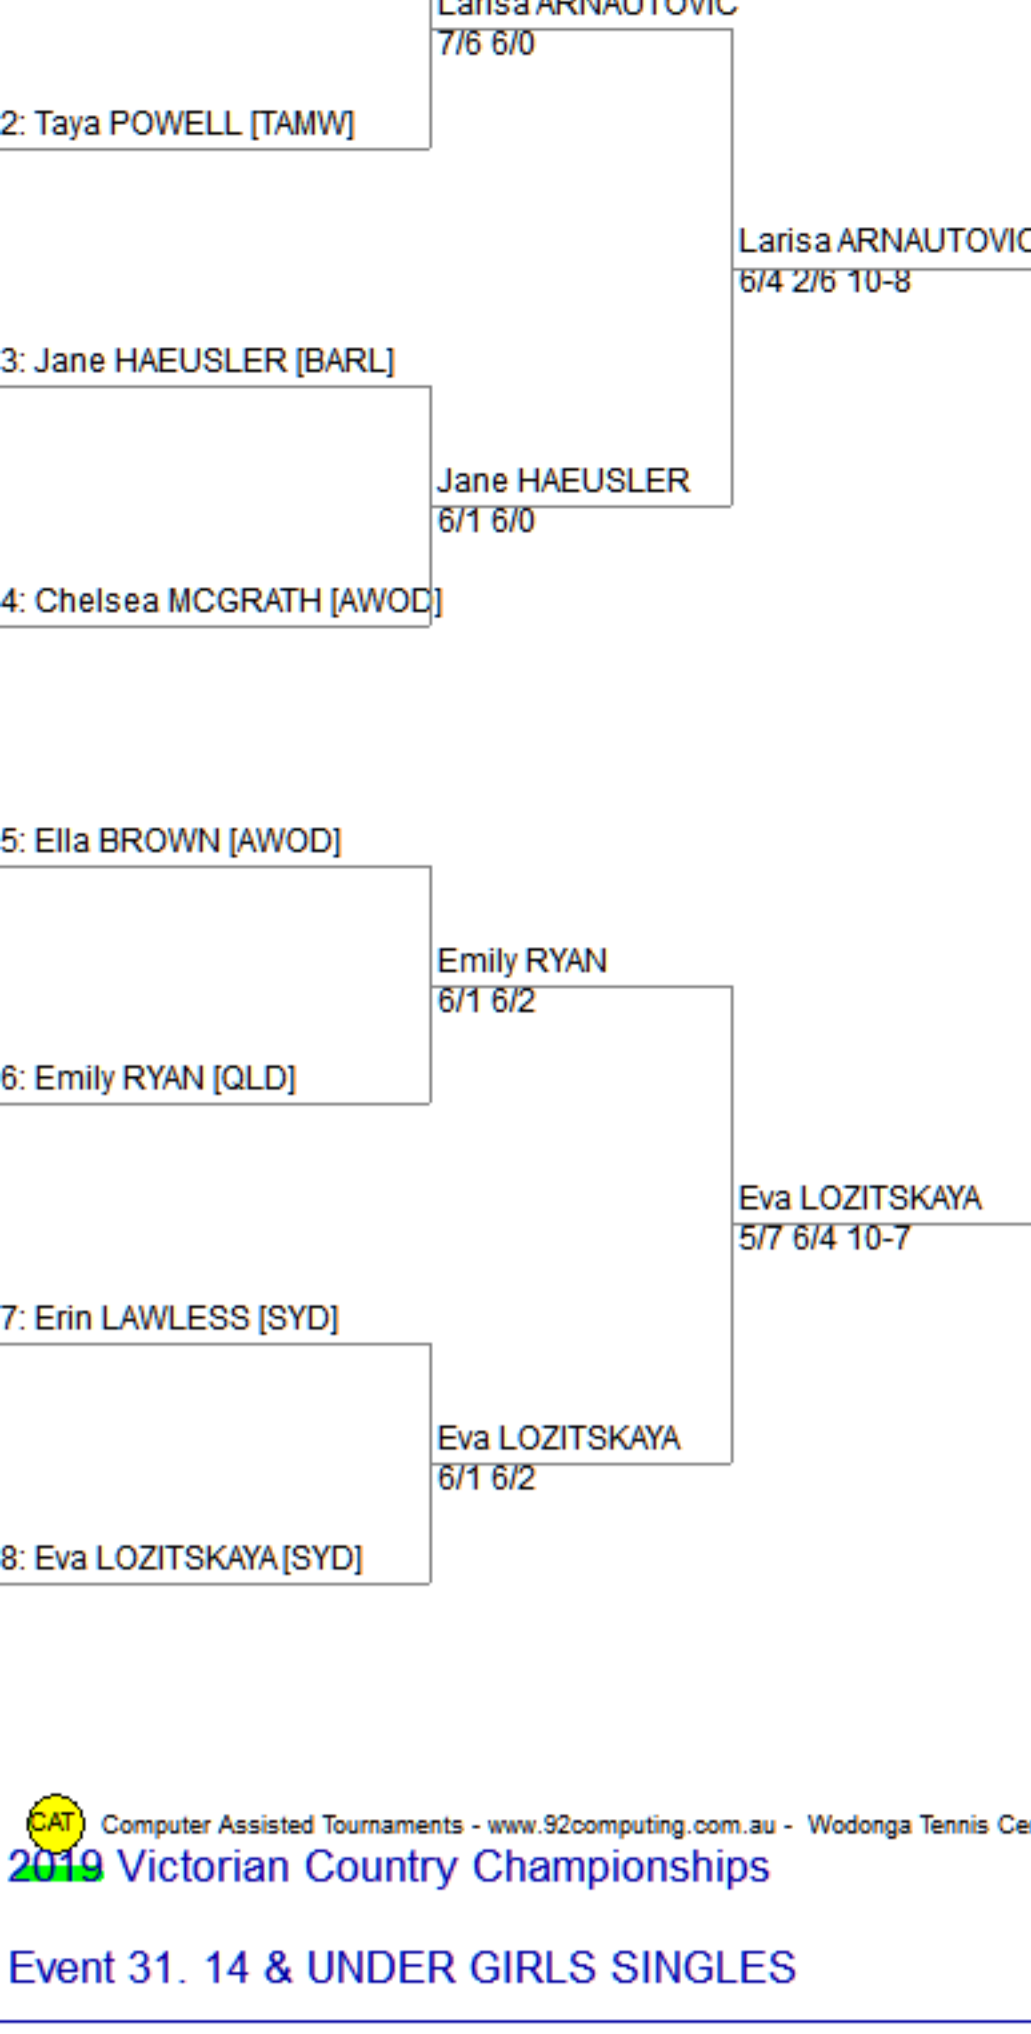 Larisa ARNAUTOVIC
7/6 6/0
2: Taya POWELL [TAMW]
Larisa ARNAUTOVIC
6/4 2/6 10-8
3: Jane HAEUSLER [BARL]
Jane HAEUSLER
6/1 6/0
4: Chelsea MCGRATH [AWOD]
5: Ella BROWN [AWOD]
Emily RYAN
6/1 6/2
6: Emily RYAN [QLD]
Eva LOZITSKAYA
5/7 6/4 10-7
7: Erin LAWLESS [SYD]
Eva LOZITSKAYA
6/1 6/2
8: Eva LOZITSKAYA [SYD]
CAT Computer Assisted Tournaments - www.92computing.com.au - Wodonga Tennis Ce
2019 Victorian Country Championships
Event 31. 14 & UNDER GIRLS SINGLES